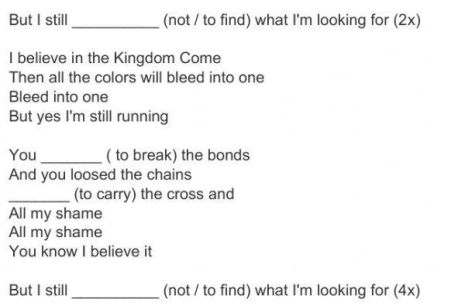 But I still __________ (not / to find) what I'm looking for (2x)
I believe in the Kingdom Come
Then all the colors will bleed into one
Bleed into one
But yes I'm still running
You _______ ( to break) the bonds
And you loosed the chains
_______ (to carry) the cross and
All my shame
All my shame
You know I believe it
But I still __________ (not / to find) what I'm looking for (4x)